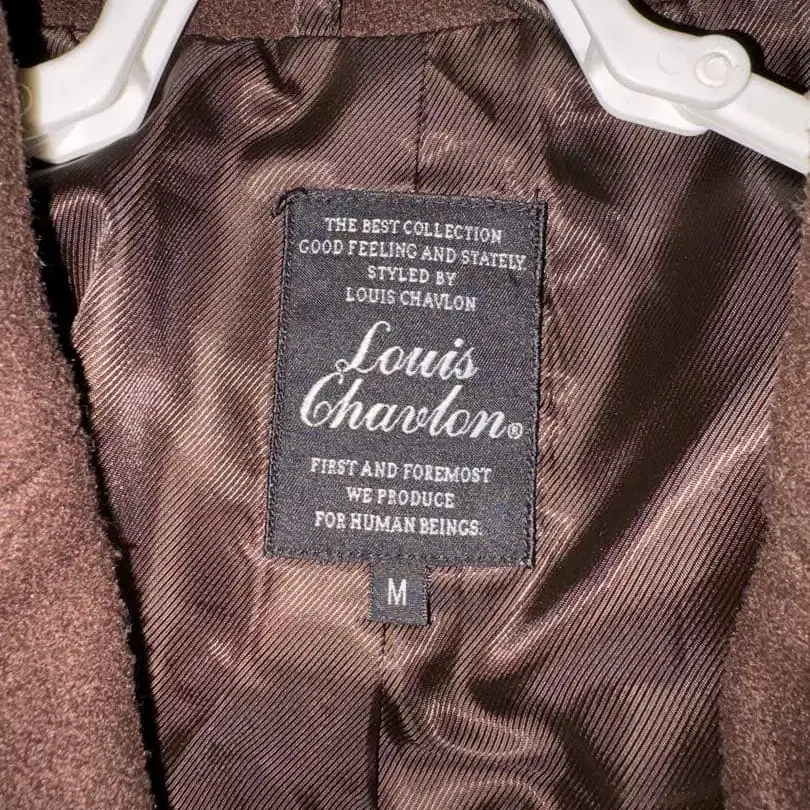 THE BEST COLLECTION
GOOD FEELING AND STATELY.
STYLED BY
LOUIS CHAVLON
Louis
Chavlon®
FIRST AND FOREMOST
WE PRODUCE
FOR HUMAN BEINGS.
M